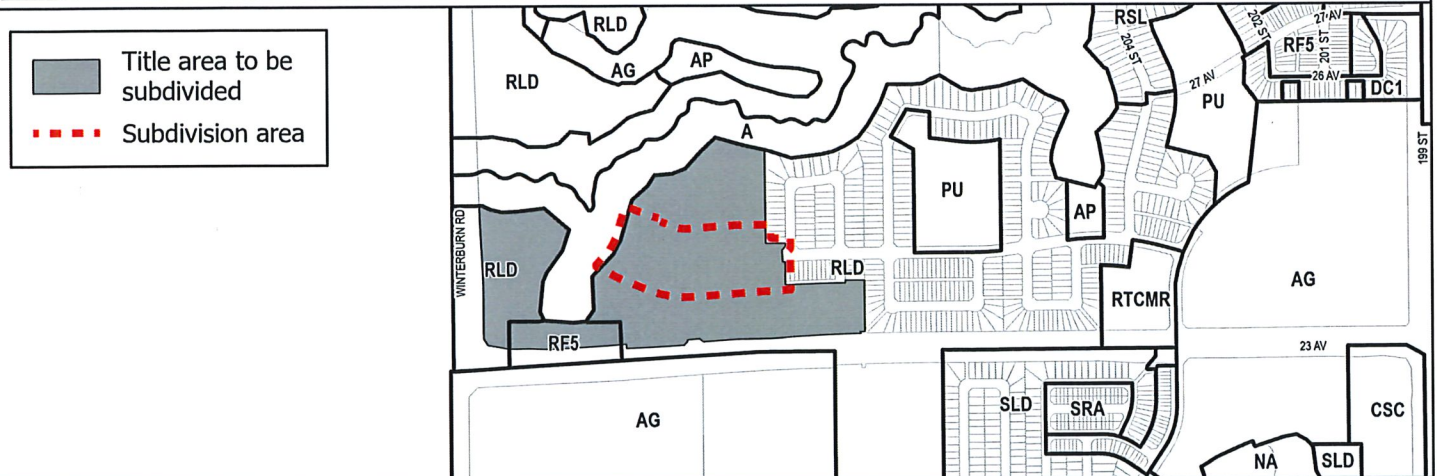 Title area to be
subdivided
Subdivision area
RLD
RSL
27 AV
202 ST
RF5
201 ST
204 ST
AP
AG
RLD
26 AV
27 AV
DC1
PU
A
199 ST
PU
AP
WINTERBURN RD
RLD
RLD
AG
RTCMR
RF5
23 AV
SLD
SRA
CSC
AG
NA
SLD